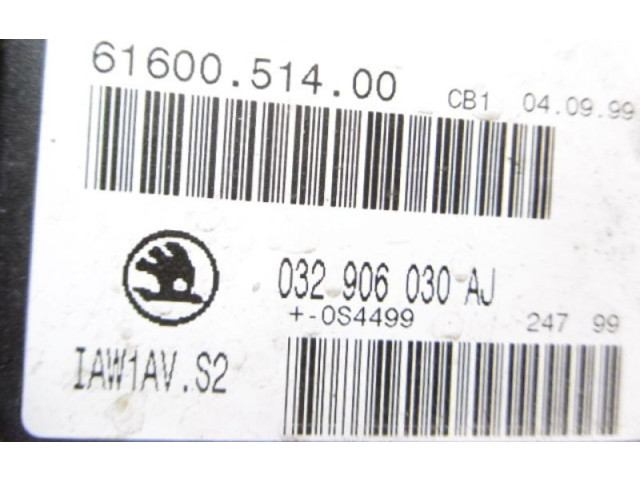 61600.514.00 CB1 04.09.99
032 906 030 AJ
+-0S4499 247 99
IAW1AV.S2